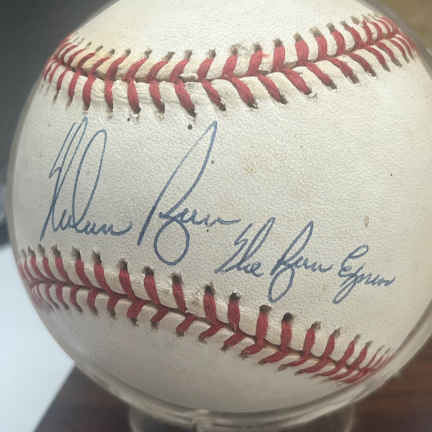 Nolan Ryan
The Ryan Express